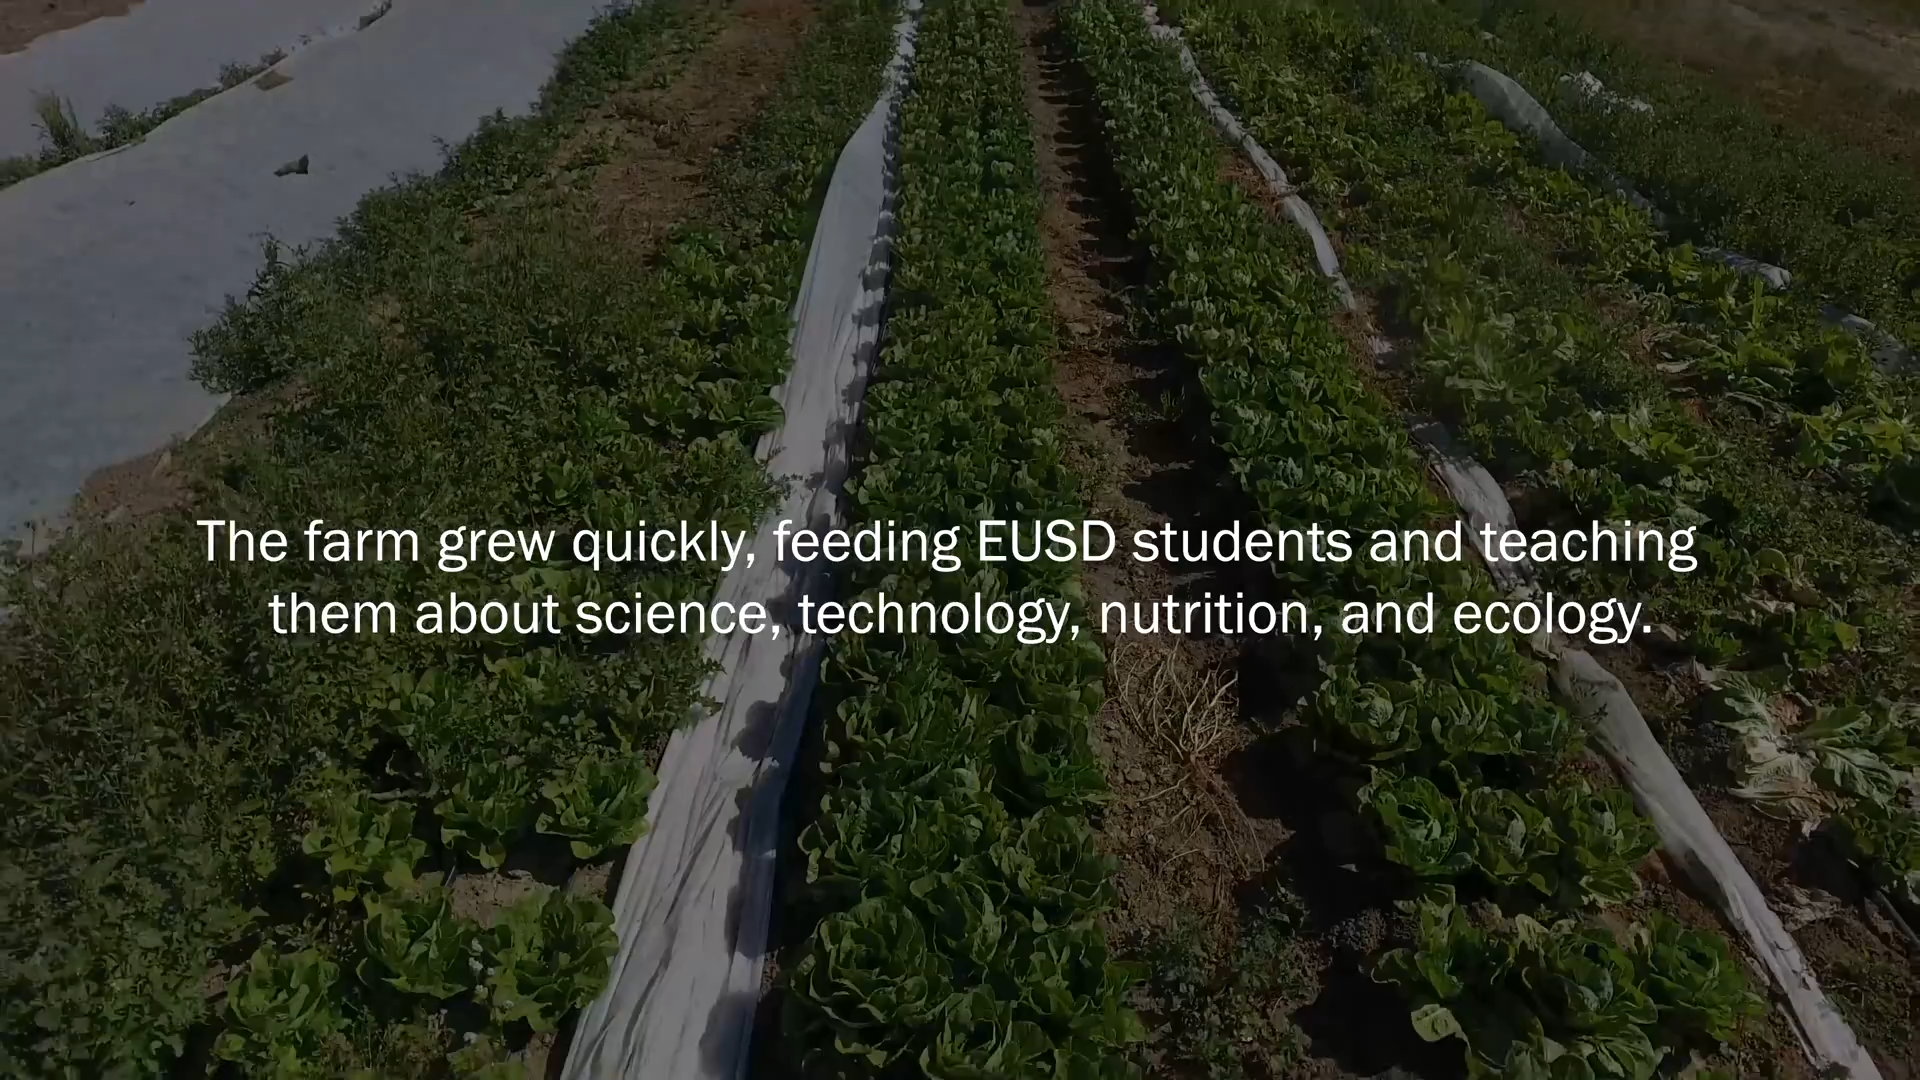 The farm grew quickly, feeding EUSD students and teaching
them about science, technology, nutrition, and ecology.